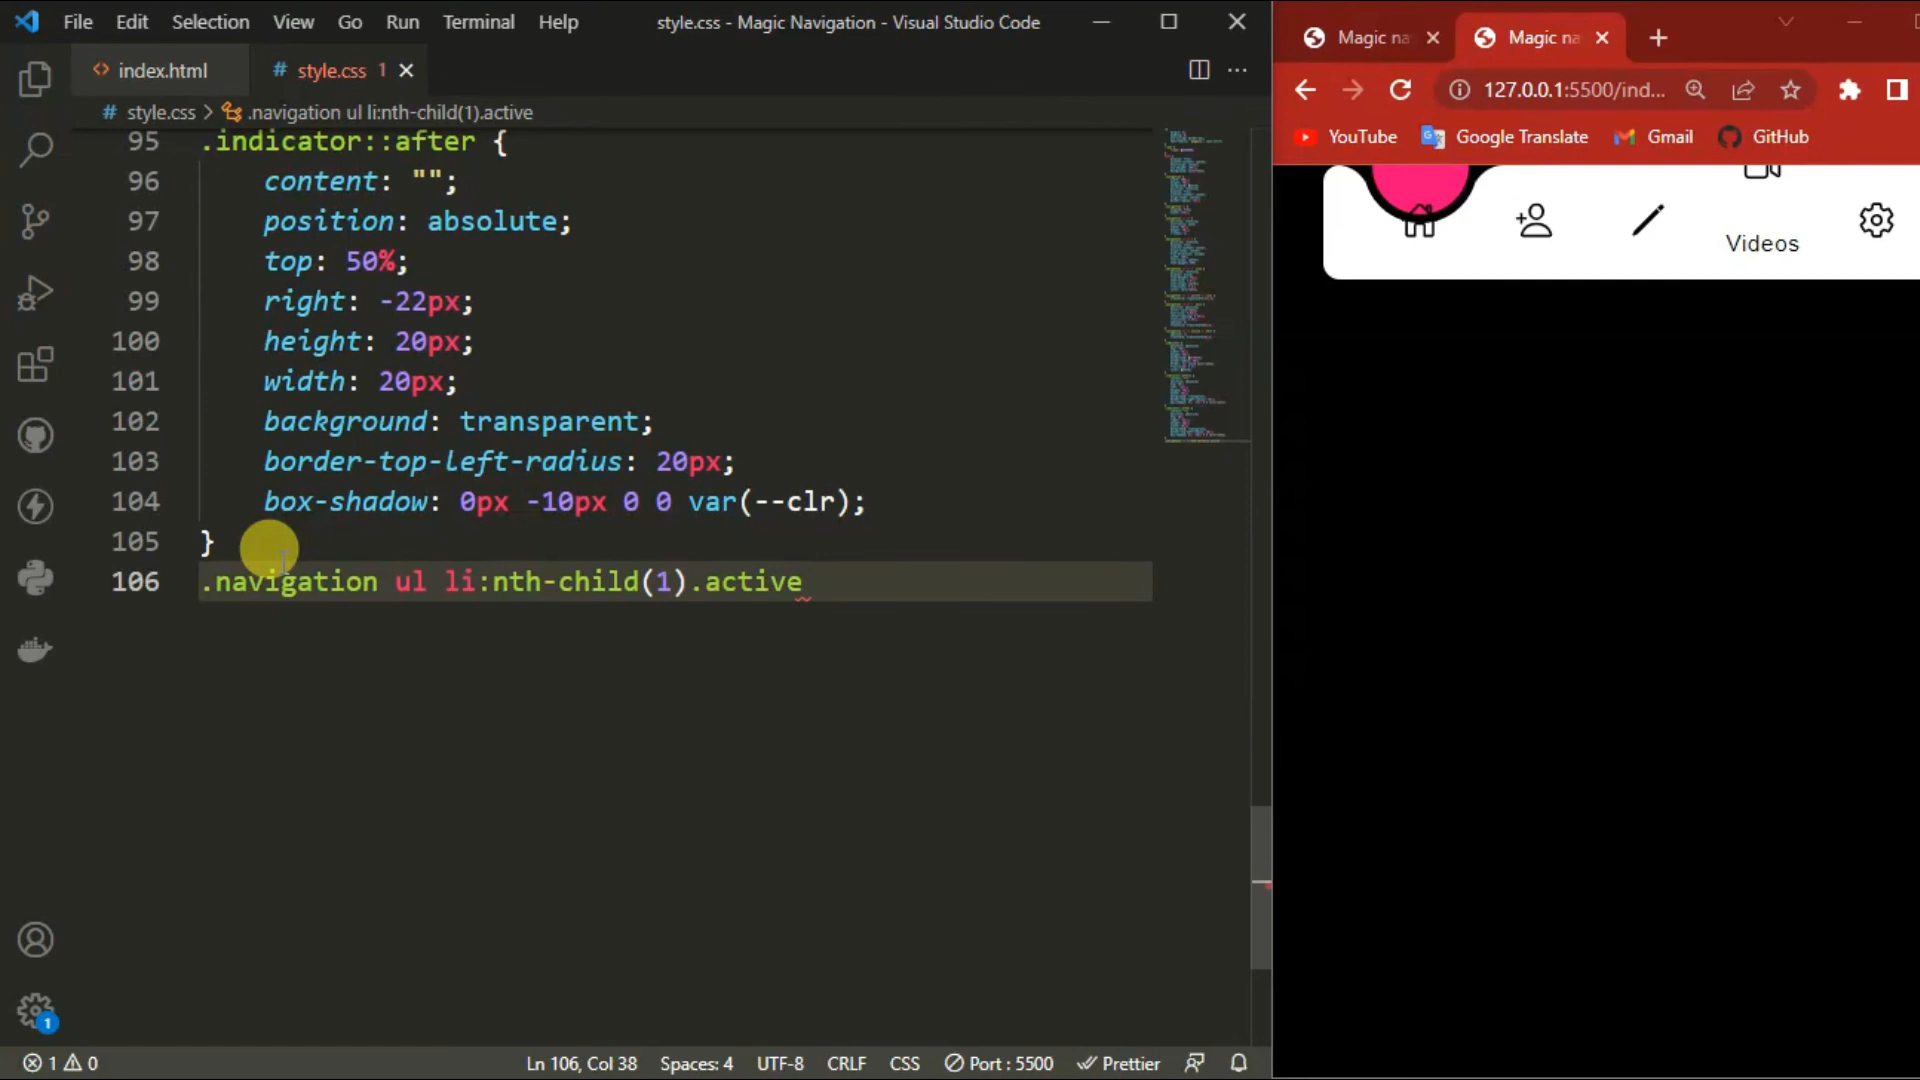 File Edit Selection View Go Run Terminal Help style.css - Magic Navigation - Visual Studio Code
index.html # style.css 1
# style.css > .navigation ul li:nth-child(1).active
95 .indicator::after {
96 content: "";
97 position: absolute;
98 top: 50%;
99 right: -22px;
100 height: 20px;
101 width: 20px;
102 background: transparent;
103 border-top-left-radius: 20px;
104 box-shadow: 0px -10px 0 0 var(--clr);
105 }
106 .navigation ul li:nth-child(1).active
1
1 0 Ln 106, Col 38 Spaces: 4 UTF-8 CRLF CSS Port : 5500 Prettier
Magic na Magic na
127.0.0.1:5500/ind...
YouTube Google Translate Gmail GitHub
Videos